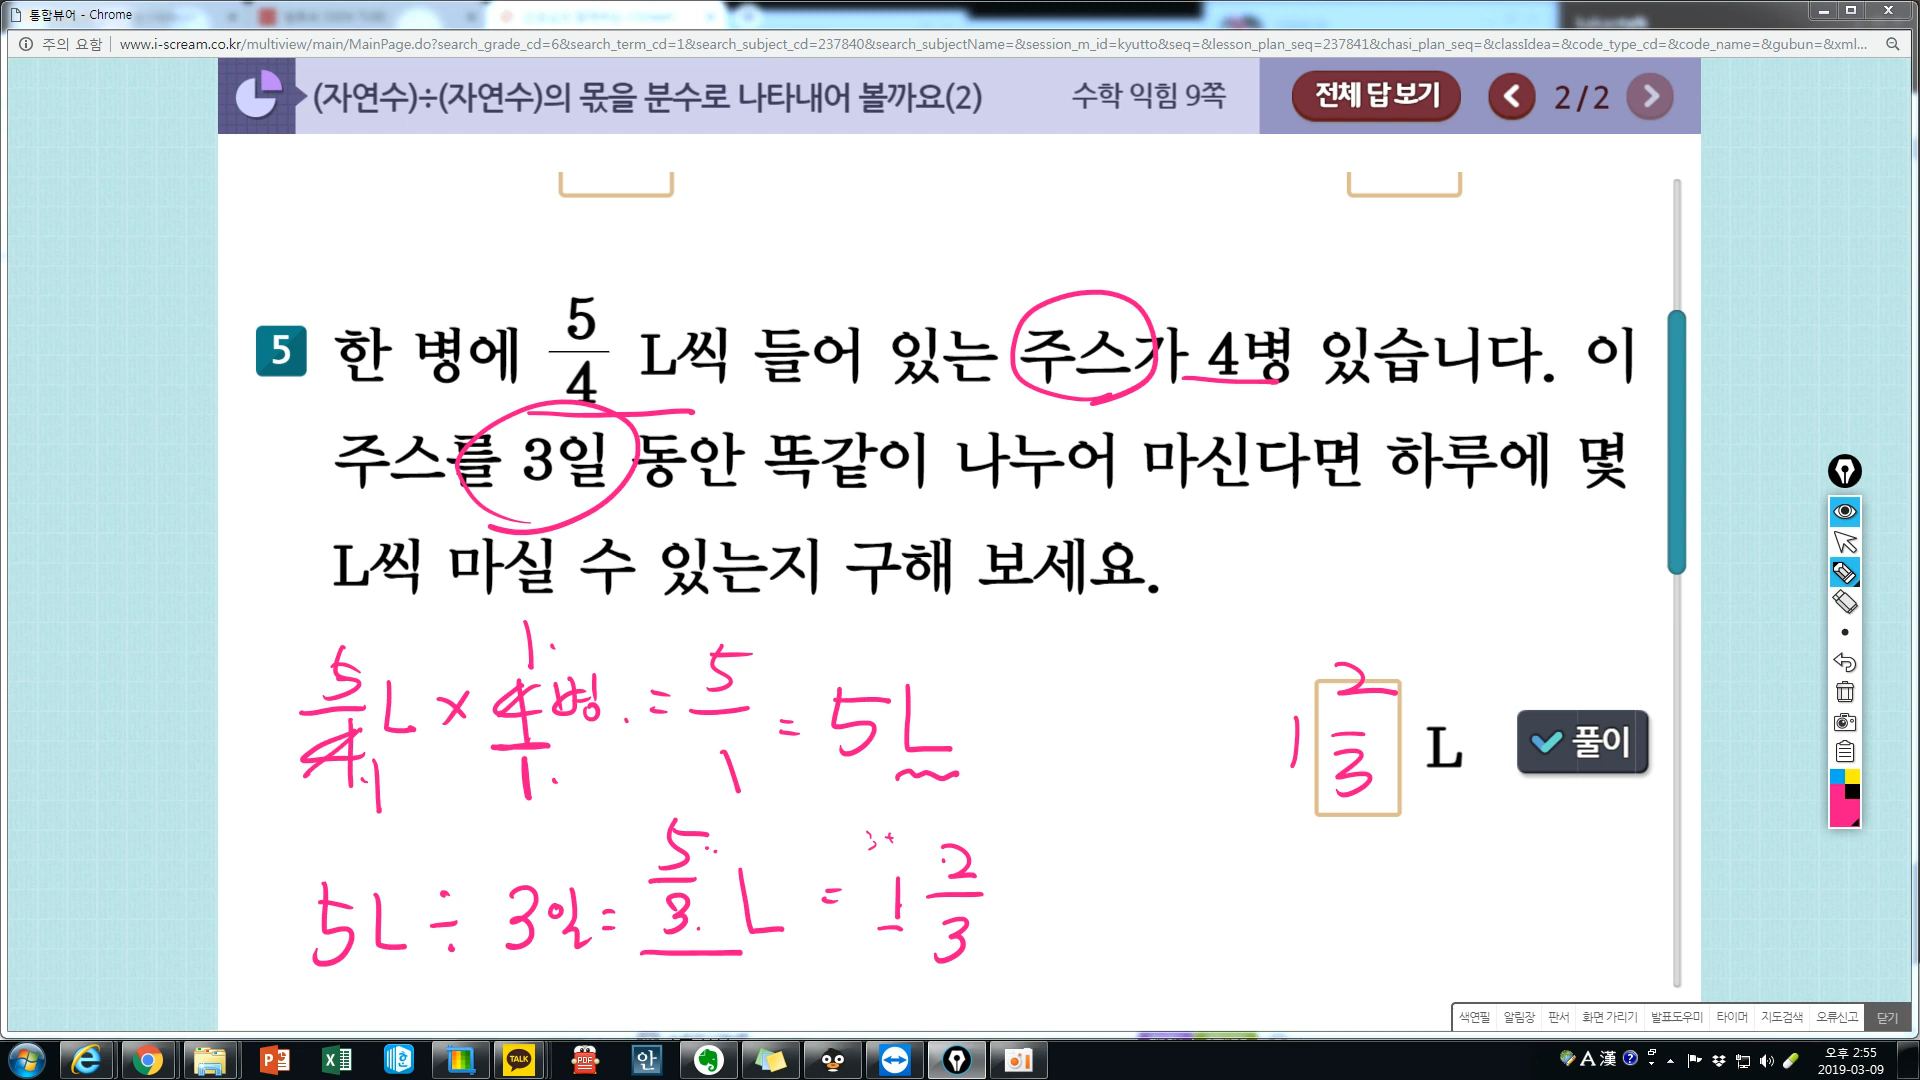 통합뷰어 - Chrome
주의 요함 | www.i-scream.co.kr/multiview/main/MainPage.do?search_grade_cd=6&search_term_cd=1&search_subject_cd=237840&search_subjectName=&session_m_id=kyutto&seq=&lesson_plan_seq=237841&chasi_plan_seq=&classIdea=&code_type_cd=&code_name=&gubun=&xml...
(자연수)÷(자연수)의 몫을 분수로 나타내어 볼까요(2) 수학 익힘 9쪽 전체 답 보기 2 / 2
5 한 병에 5/4 L씩 들어 있는 주스가 4병 있습니다. 이
주스를 3일 동안 똑같이 나누어 마신다면 하루에 몇
L씩 마실 수 있는지 구해 보세요.
5/4 1 L × 4 1 병 / 1 = 5/1 = 5L
1 2/3 L 풀이
5L ÷ 3일 = 5/3 L = 1 2/3
색연필 알림장 판서 화면 가리기 발표도우미 타이머 지도검색 오류신고 닫기
TALK PDF 안 A 漢 오후 2:55
2019-03-09